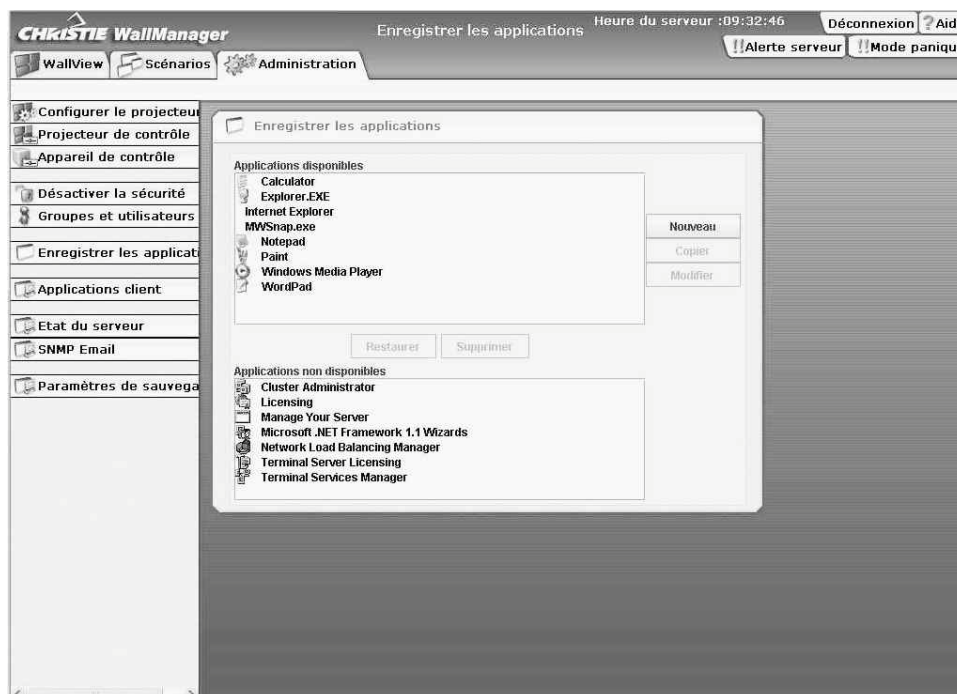 CHRISTIE WallManager
Enregistrer les applications
Heure du serveur :09:32:46
Déconnexion
? Aid
!!Alerte serveur
!!Mode paniqu
WallView
Scénarios
Administration
Configurer le projecteu
Projecteur de contrôle
Appareil de contrôle
Désactiver la sécurité
Groupes et utilisateurs
Enregistrer les applicati
Applications client
Etat du serveur
SNMP Email
Paramètres de sauvega
Enregistrer les applications
Applications disponibles
Calculator
Explorer.EXE
Internet Explorer
MWSnap.exe
Notepad
Paint
Windows Media Player
WordPad
Nouveau
Copier
Modifier
Restaurer
Supprimer
Applications non disponibles
Cluster Administrator
Licensing
Manage Your Server
Microsoft .NET Framework 1.1 Wizards
Network Load Balancing Manager
Terminal Server Licensing
Terminal Services Manager